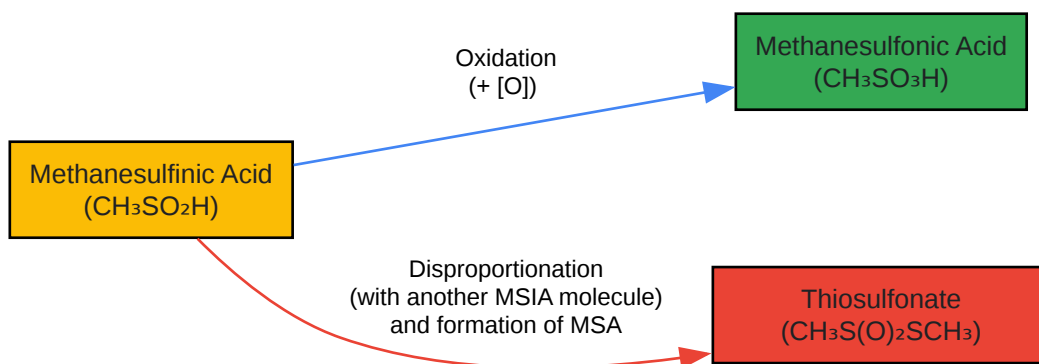 Oxidation
(+ [O])
Methanesulfonic Acid
(CH₃SO₃H)
Methanesulfinic Acid
(CH₃SO₂H)
Disproportionation
(with another MSIA molecule)
and formation of MSA
Thiosulfonate
(CH₃S(O)₂SCH₃)